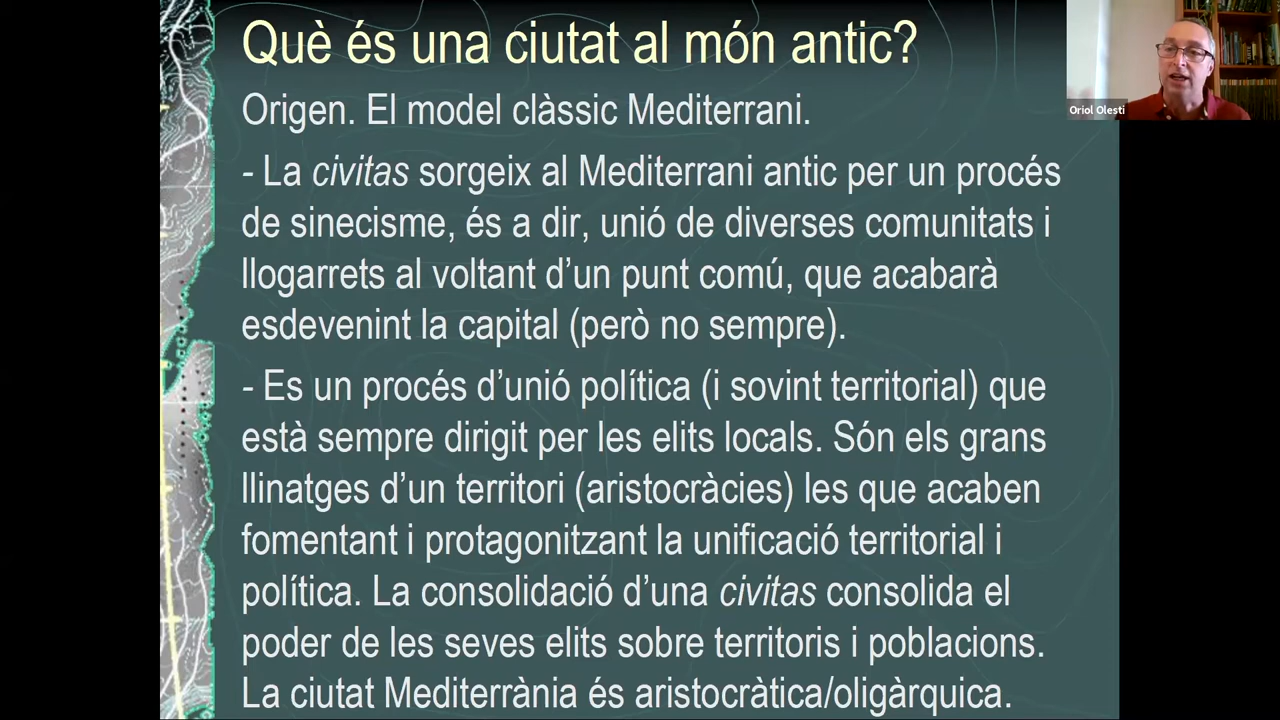 Què és una ciutat al món antic?
Origen. El model clàssic Mediterrani.
- La civitas sorgeix al Mediterrani antic per un procés
de sinecisme, és a dir, unió de diverses comunitats i
llogarrets al voltant d’un punt comú, que acabarà
esdevenint la capital (però no sempre).
- Es un procés d’unió política (i sovint territorial) que
està sempre dirigit per les elits locals. Són els grans
llinatges d’un territori (aristocràcies) les que acaben
fomentant i protagonitzant la unificació territorial i
política. La consolidació d’una civitas consolida el
poder de les seves elits sobre territoris i poblacions.
La ciutat Mediterrània és aristocràtica/oligàrquica.
Oriol Olesti